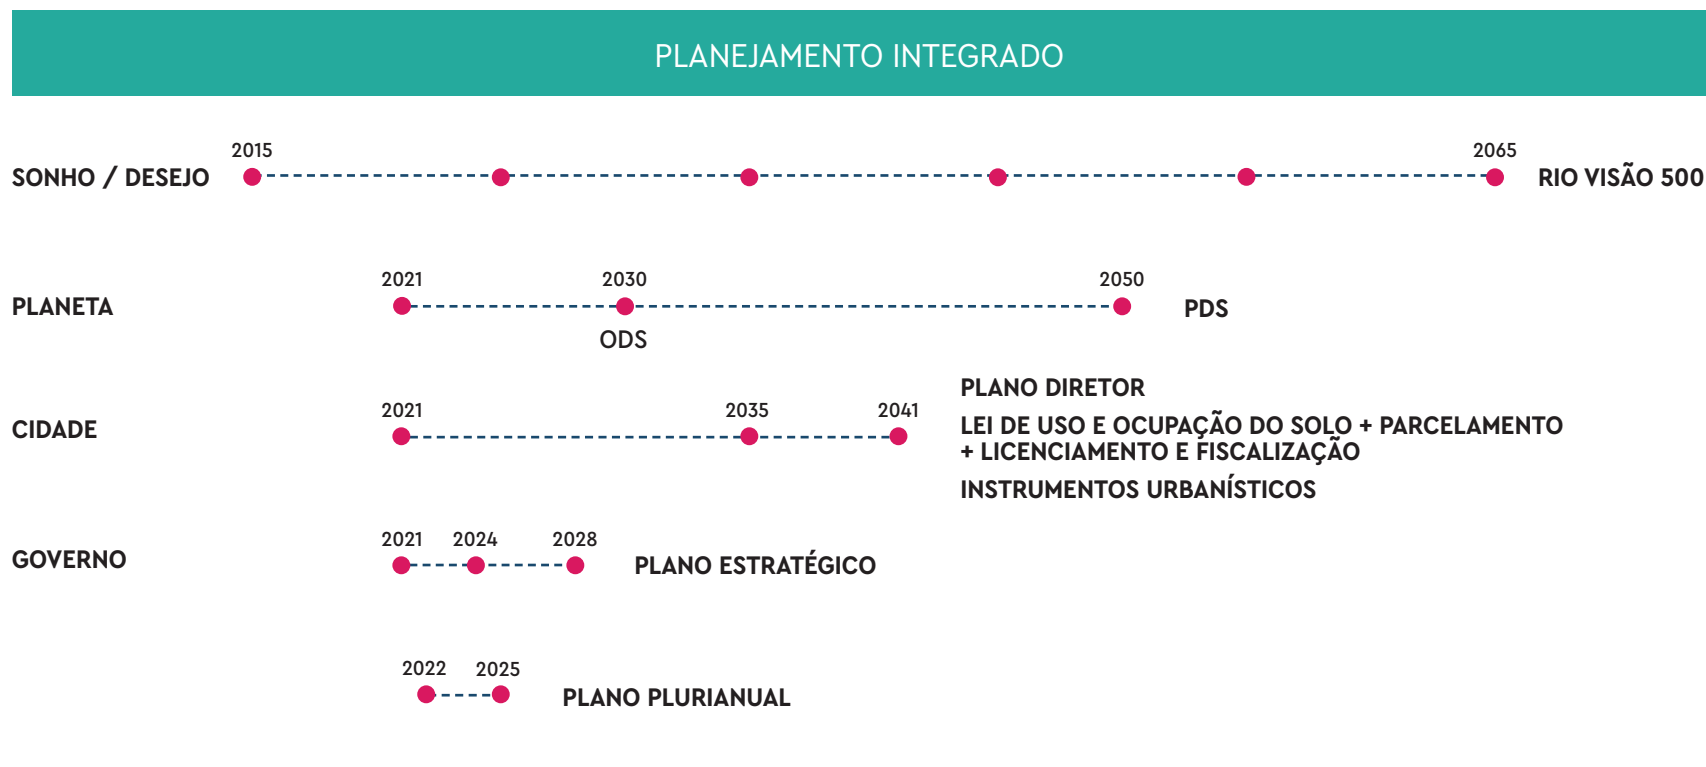 PLANEJAMENTO INTEGRADO
2015 2065
SONHO / DESEJO RIO VISÃO 500
2021 2030 2050
PLANETA PDS
ODS
PLANO DIRETOR
2021 2035 2041
LEI DE USO E OCUPAÇÃO DO SOLO + PARCELAMENTO
CIDADE
+ LICENCIAMENTO E FISCALIZAÇÃO
INSTRUMENTOS URBANÍSTICOS
2021 2024 2028
GOVERNO PLANO ESTRATÉGICO
2022 2025
PLANO PLURIANUAL